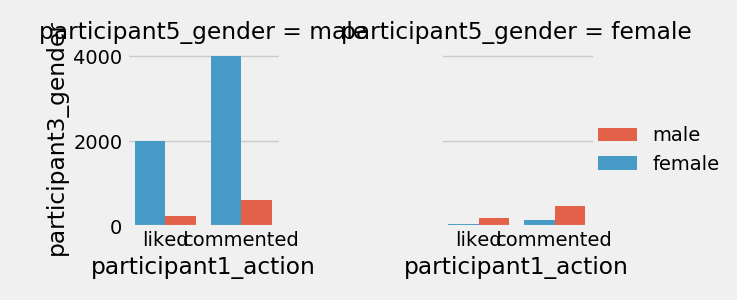 participant5_gender = male
participant5_gender = female
participant3_gender
4000
2000
0
liked
commented
liked
commented
participant1_action
participant1_action
male
female